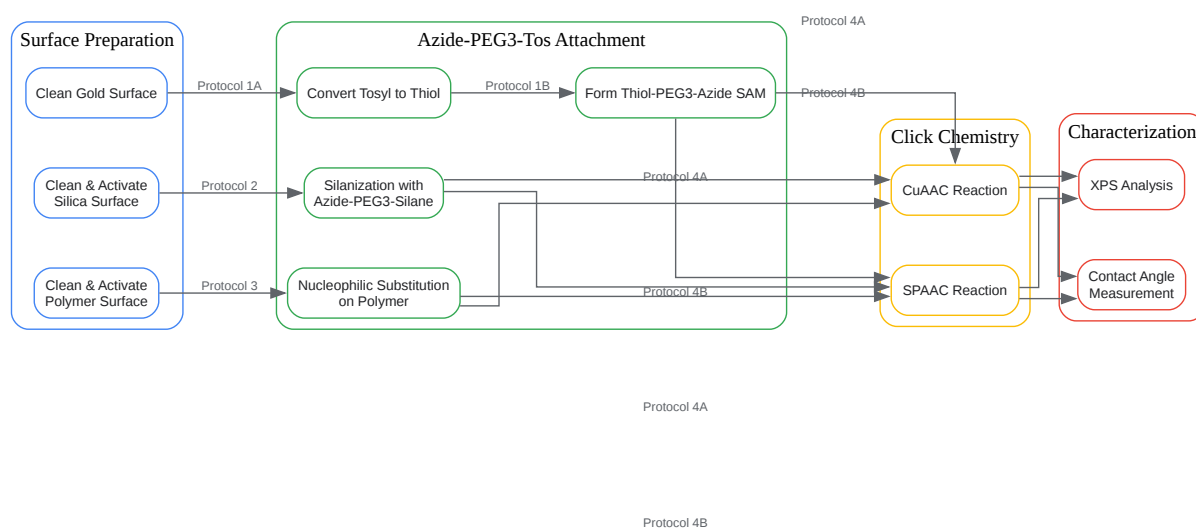 Protocol 4A
Surface Preparation
Azide-PEG3-Tos Attachment
Clean Gold Surface
Protocol 1A
Convert Tosyl to Thiol
Protocol 1B
Form Thiol-PEG3-Azide SAM
Protocol 4B
Click Chemistry
Characterization
Clean & Activate
Silica Surface
Protocol 2
Silanization with
Azide-PEG3-Silane
Protocol 4A
CuAAC Reaction
XPS Analysis
Clean & Activate
Polymer Surface
Protocol 3
Nucleophilic Substitution
on Polymer
Protocol 4B
SPAAC Reaction
Contact Angle
Measurement
Protocol 4A
Protocol 4B